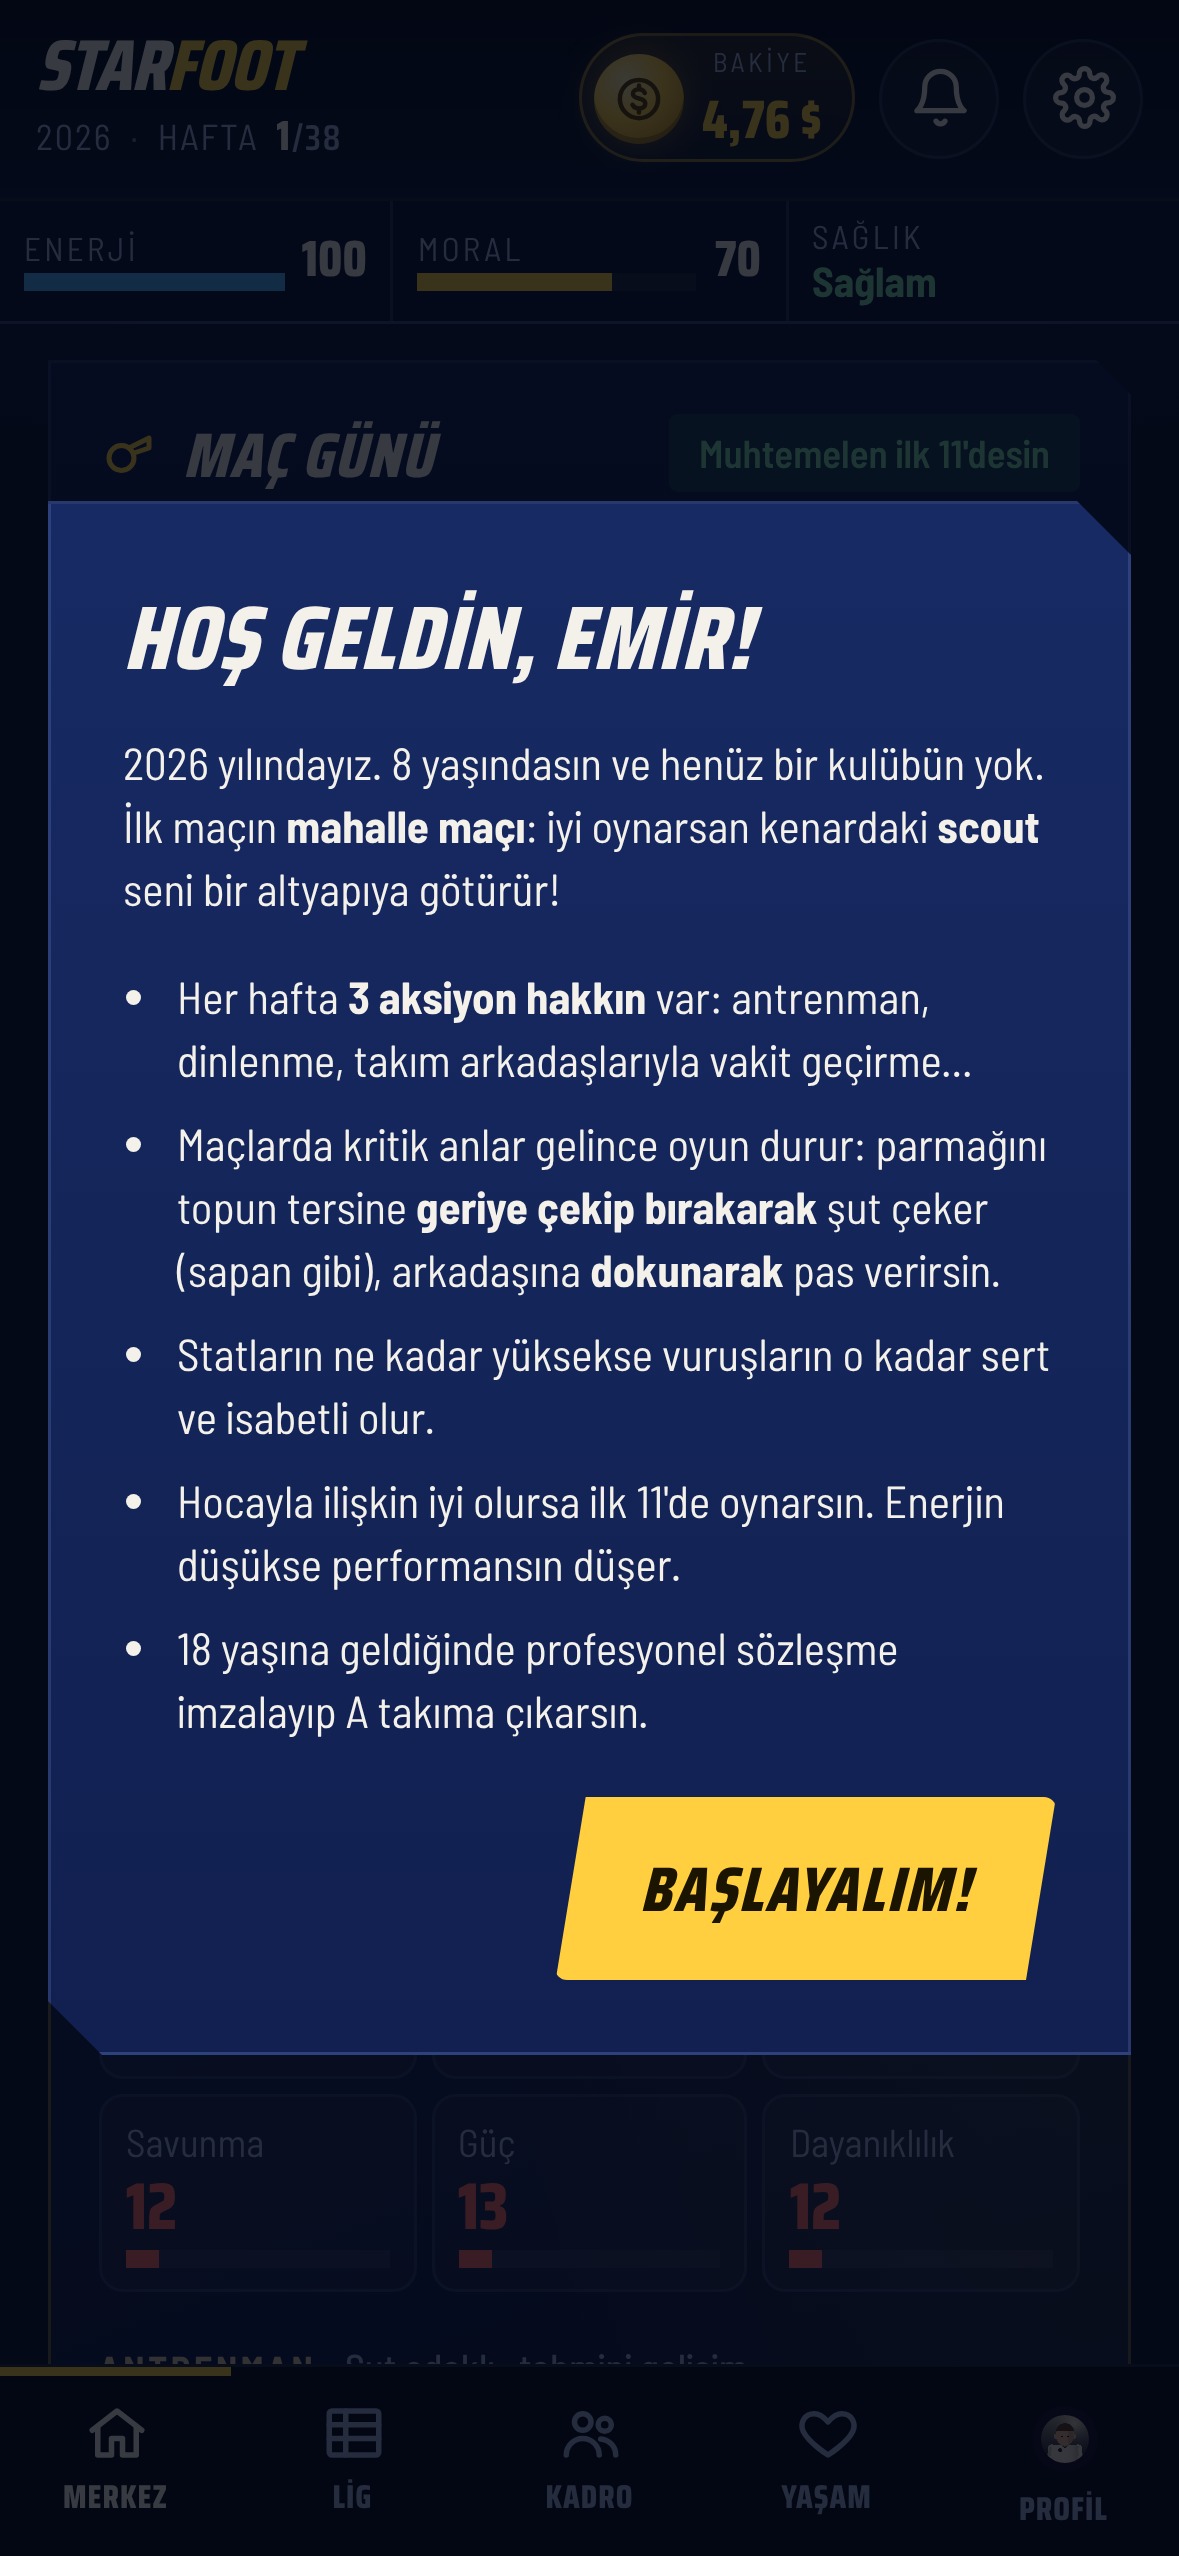 STARFOOT
2026 · HAFTA 1/38
BAKİYE
4,76 $
ENERJİ
100
MORAL
70
SAĞLIK
Sağlam
MAÇ GÜNÜ
Muhtemelen ilk 11'desin
HOŞ GELDİN, EMİR!
2026 yılındayız. 8 yaşındasın ve henüz bir kulübün yok.
İlk maçın mahalle maçı: iyi oynarsan kenardaki scout
seni bir altyapıya götürür!
• Her hafta 3 aksiyon hakkın var: antrenman,
dinlenme, takım arkadaşlarıyla vakit geçirme...
• Maçlarda kritik anlar gelince oyun durur: parmağını
topun tersine geriye çekip bırakarak şut çeker
(sapan gibi), arkadaşına dokunarak pas verirsin.
• Statların ne kadar yüksekse vuruşların o kadar sert
ve isabetli olur.
• Hocayla ilişkin iyi olursa ilk 11'de oynarsın. Enerjin
düşükse performansın düşer.
• 18 yaşına geldiğinde profesyonel sözleşme
imzalayıp A takıma çıkarsın.
BAŞLAYALIM!
Savunma
12
Güç
13
Dayanıklılık
12
MERKEZ
LİG
KADRO
YAŞAM
PROFİL